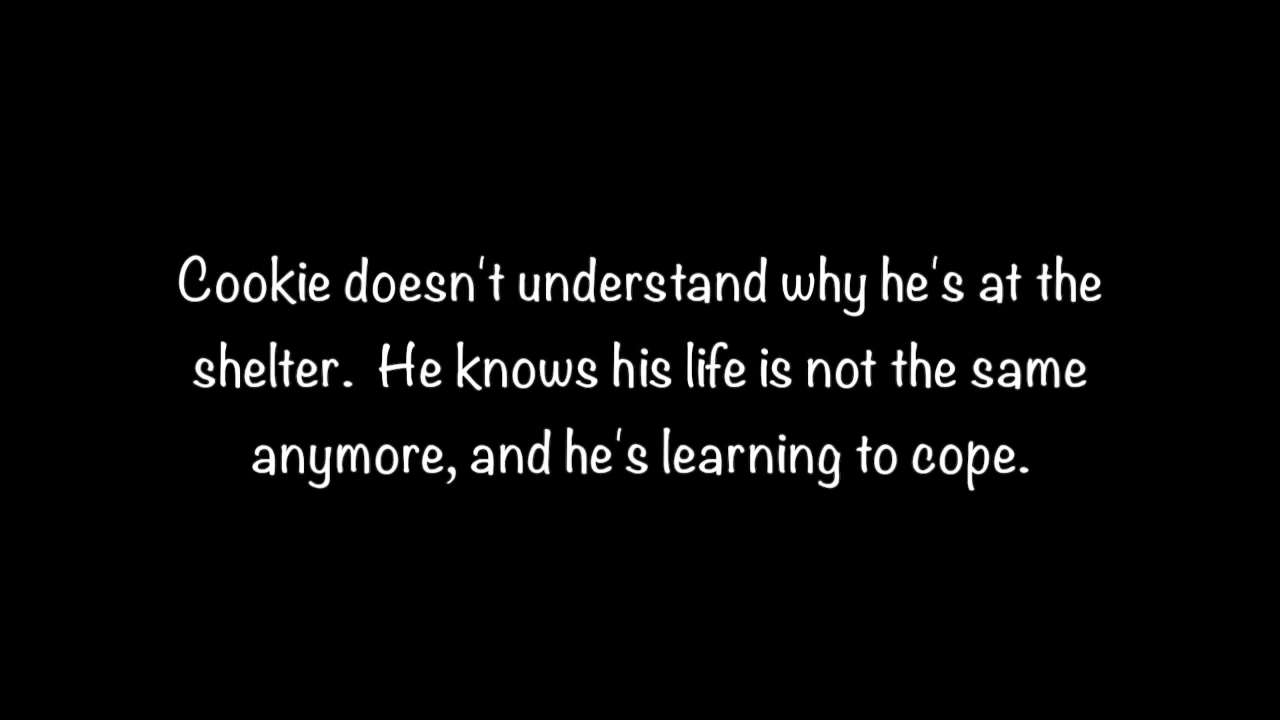 Cookie doesn't understand why he's at the
shelter.  He knows his life is not the same
anymore, and he's learning to cope.